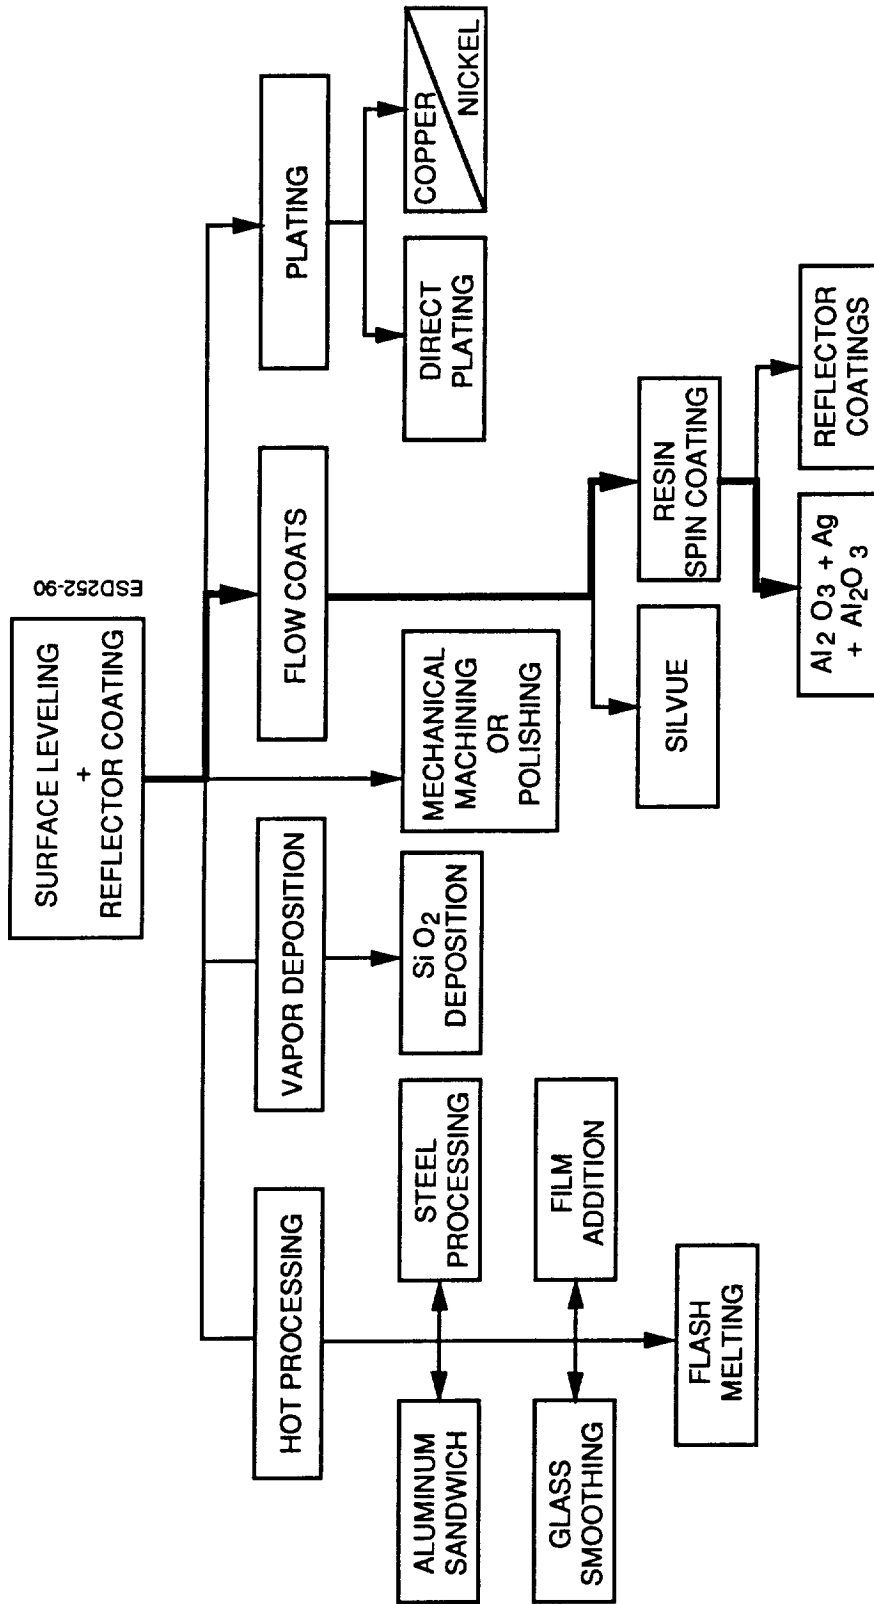 SURFACE LEVELING
+
REFLECTOR COATING
ESD252-90
HOT PROCESSING
VAPOR DEPOSITION
FLOW COATS
PLATING
ALUMINUM
SANDWICH
STEEL
PROCESSING
Si O2
DEPOSITION
MECHANICAL
MACHINING
OR
POLISHING
DIRECT
PLATING
COPPER
NICKEL
GLASS
SMOOTHING
FILM
ADDITION
SILVUE
RESIN
SPIN COATING
FLASH
MELTING
Al2 O3 + Ag
+ Al2O3
REFLECTOR
COATINGS